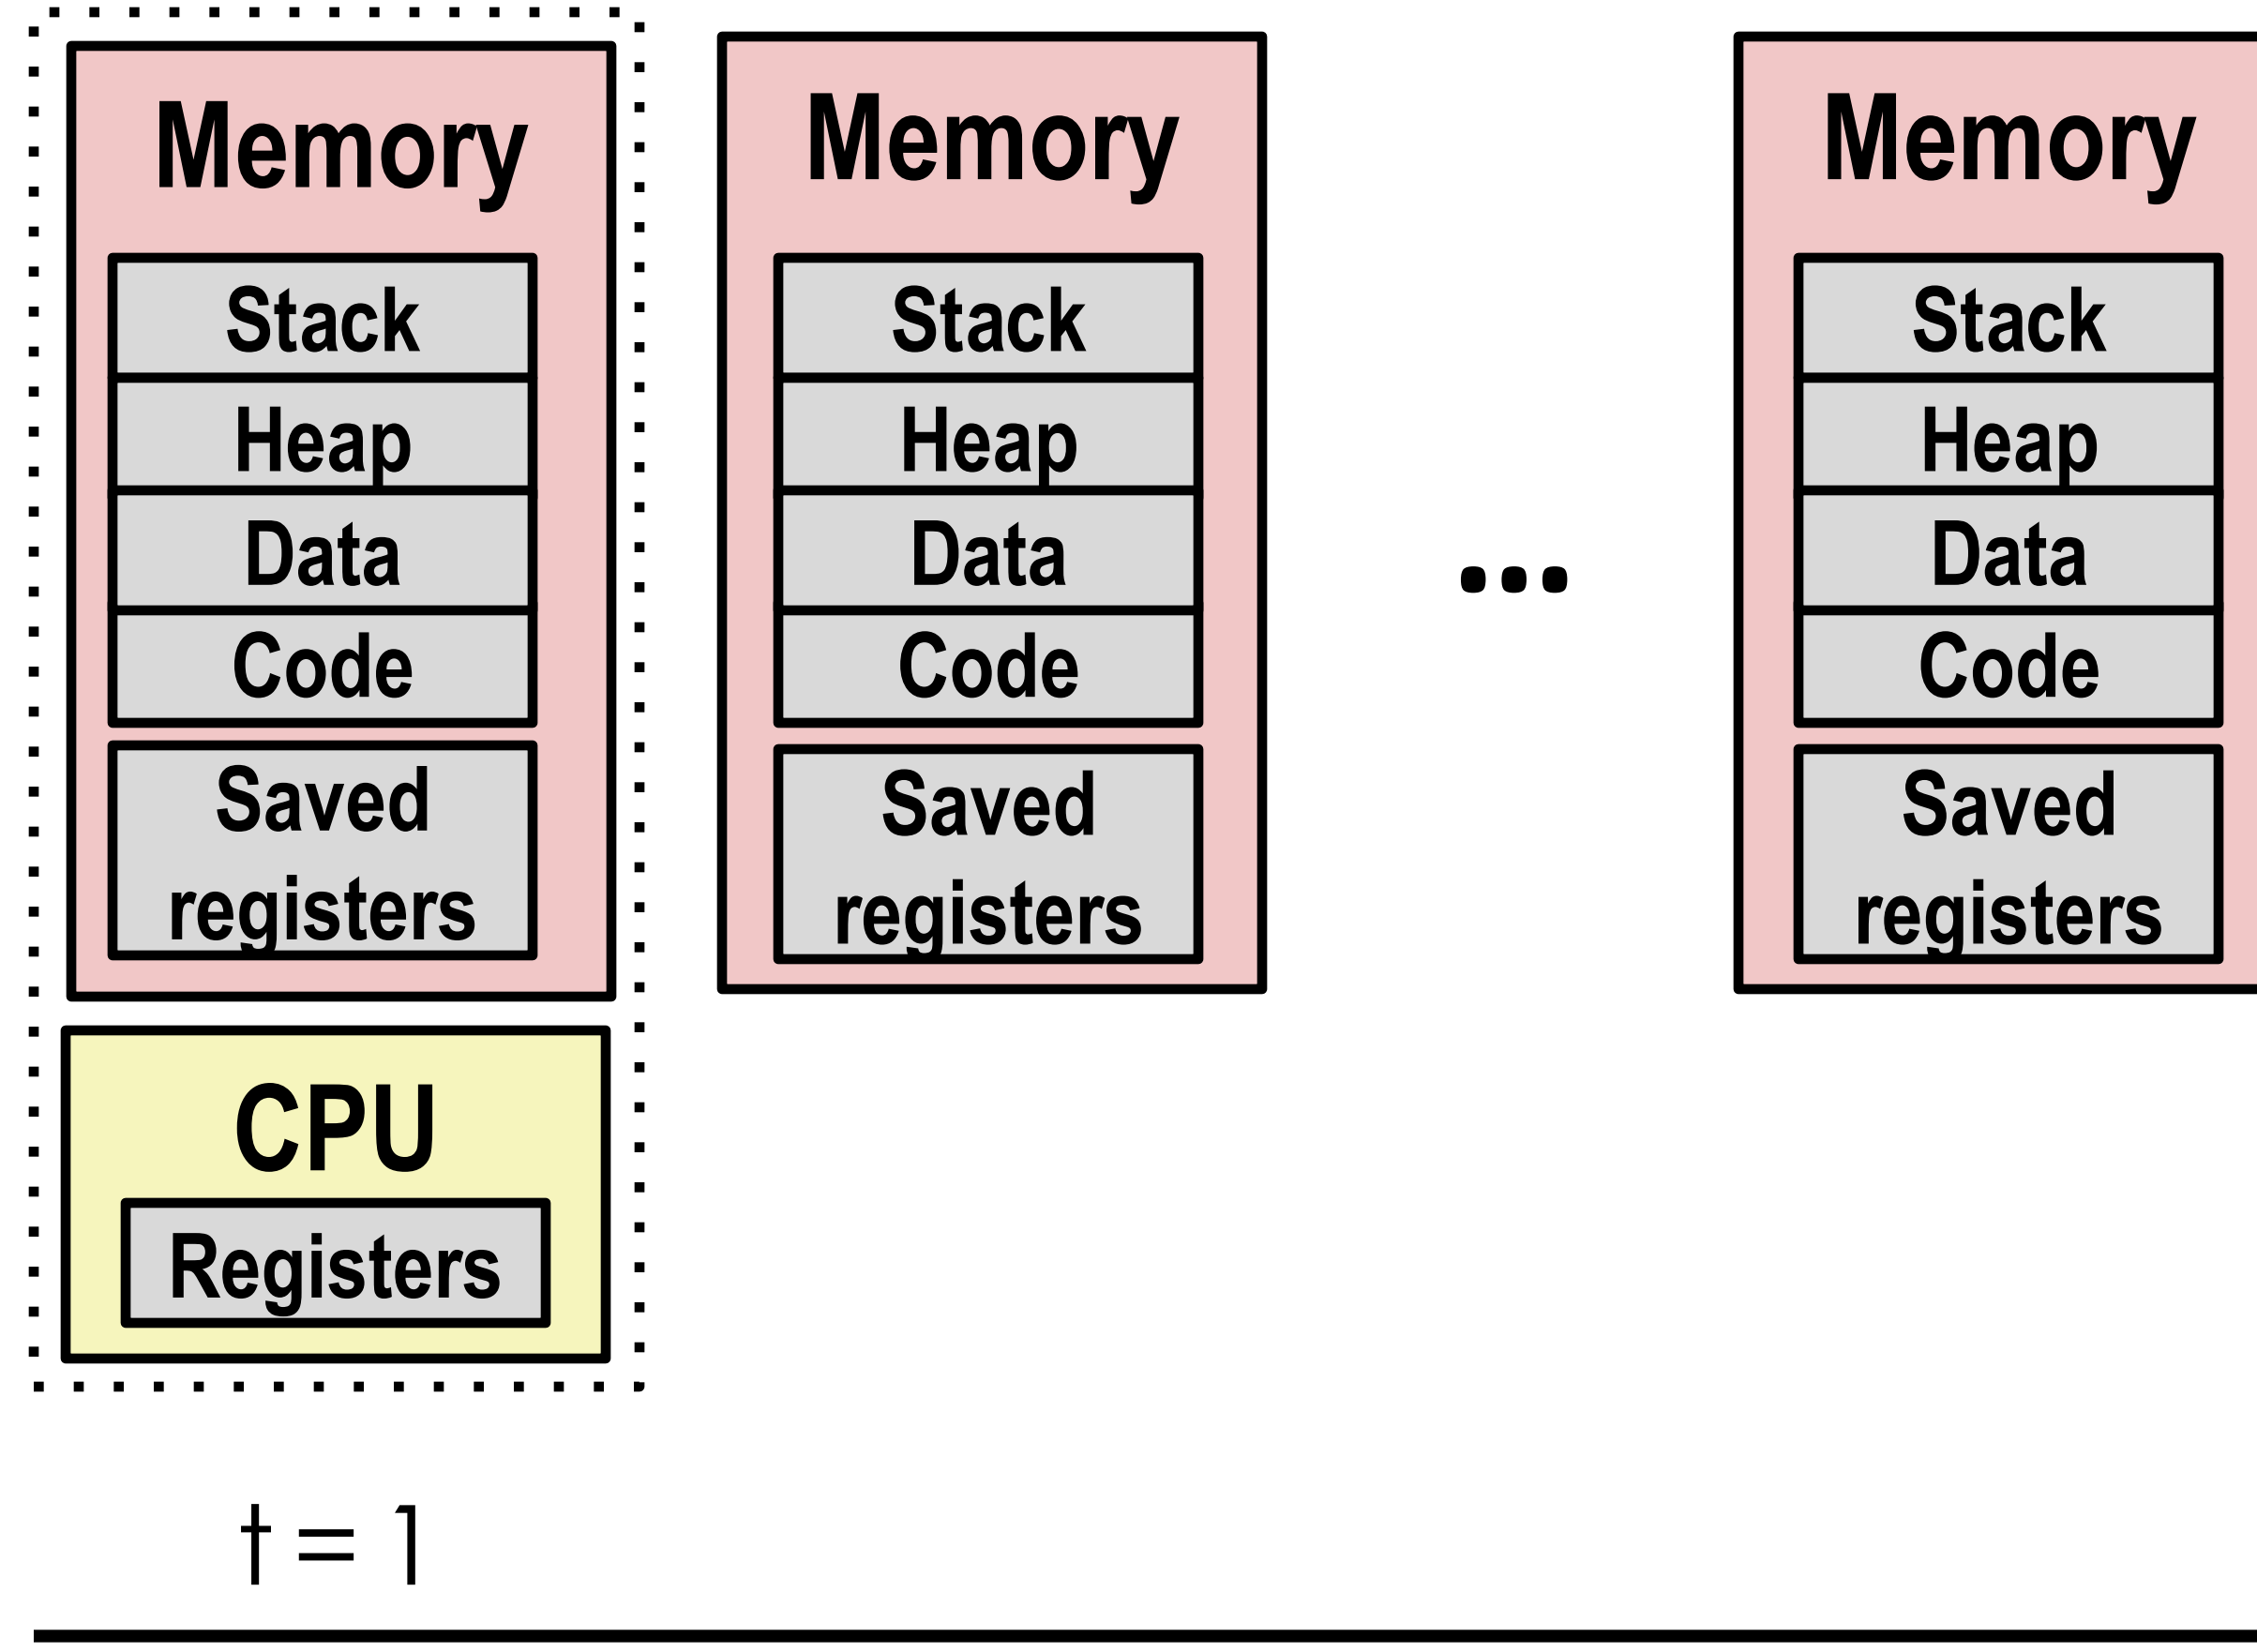 Memory
Stack
Heap
Data
Code
Saved
registers
CPU
Registers
t = 1
Memory
Stack
Heap
Data
Code
Saved
registers
...
Memory
Stack
Heap
Data
Code
Saved
registers